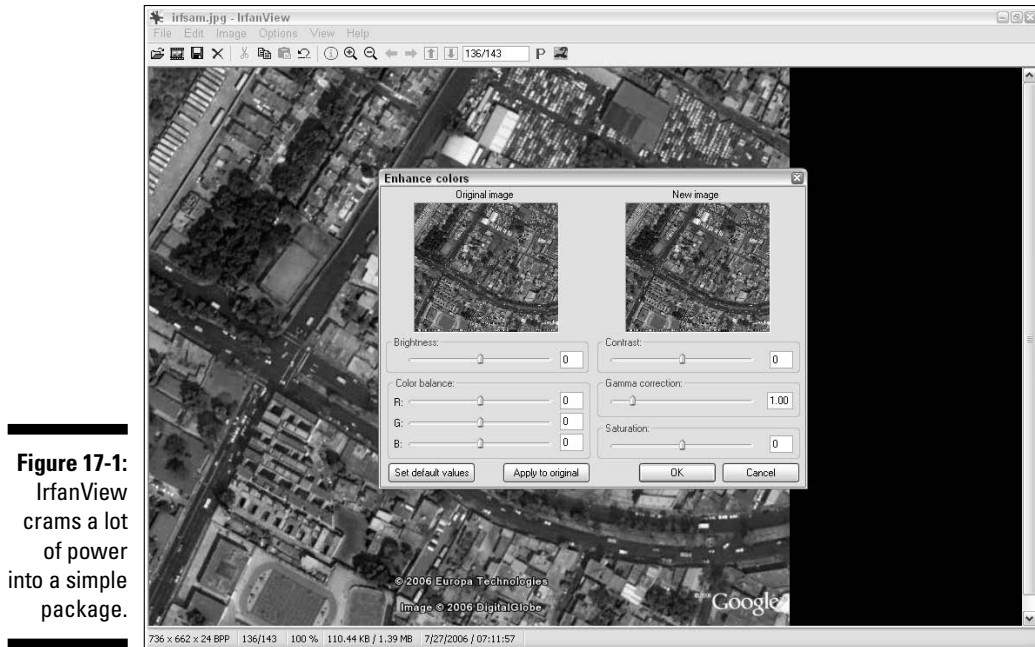 irfsam.jpg - IrfanView
File Edit Image Options View Help
136/143 P
Enhance colors
Original image New image
Brightness: 0 Contrast: 0
Color balance: Gamma correction:
R: 0 1.00
G: 0 Saturation:
B: 0 0
Set default values Apply to original OK Cancel
© 2006 Europa Technologies
Image © 2006 DigitalGlobe
Google
736 x 662 x 24 BPP 136/143 100 % 110.44 KB / 1.39 MB 7/27/2006 / 07:11:57
Figure 17-1:
IrfanView
crams a lot
of power
into a simple
package.